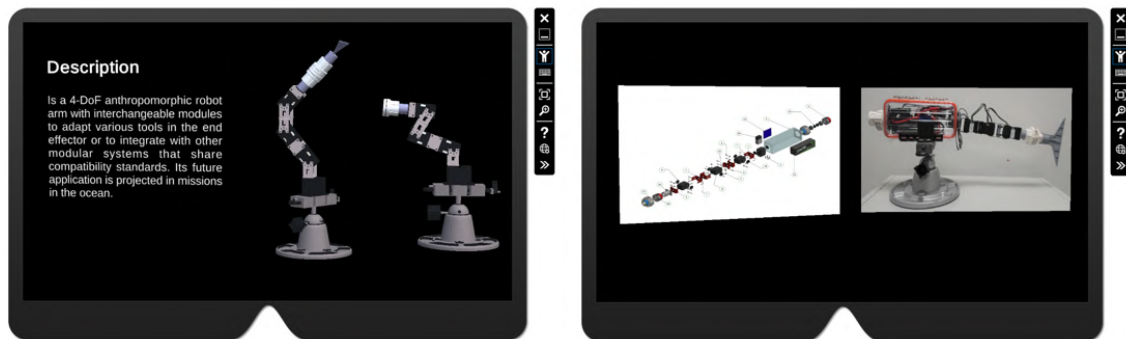 Description
Is a 4-DoF anthropomorphic robot
arm with interchangeable modules
to adapt various tools in the end
effector or to integrate with other
modular systems that share
compatibility standards. Its future
application is projected in missions
in the ocean.
?
?